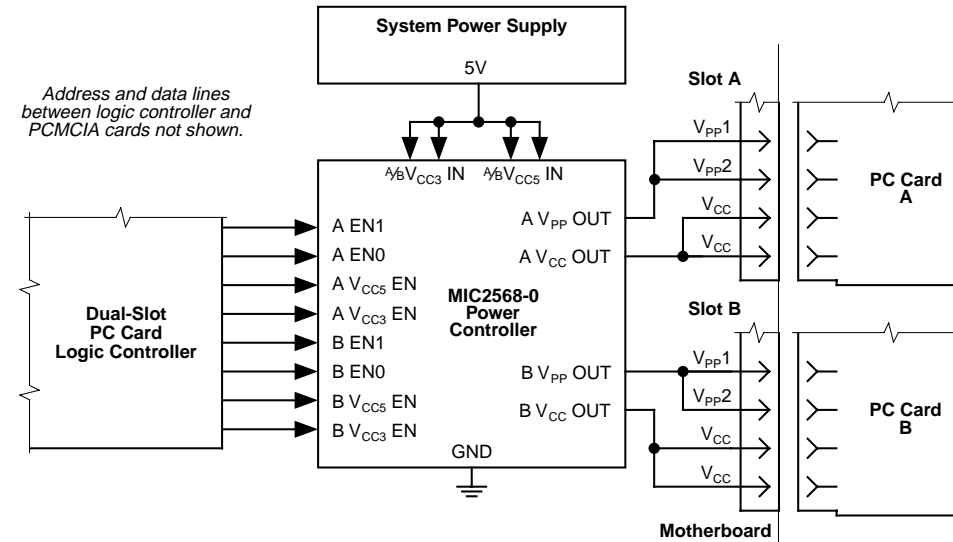 System Power Supply
5V
Address and data lines
between logic controller and
PCMCIA cards not shown.
A/BVCC3 IN
A/BVCC5 IN
Dual-Slot
PC Card
Logic Controller
A EN1
A EN0
A VCC5 EN
A VCC3 EN
B EN1
B EN0
B VCC5 EN
B VCC3 EN
MIC2568-0
Power
Controller
A VPP OUT
A VCC OUT
B VPP OUT
B VCC OUT
GND
Slot A
VPP1
VPP2
VCC
VCC
PC Card
A
Slot B
VPP1
VPP2
VCC
VCC
PC Card
B
Motherboard